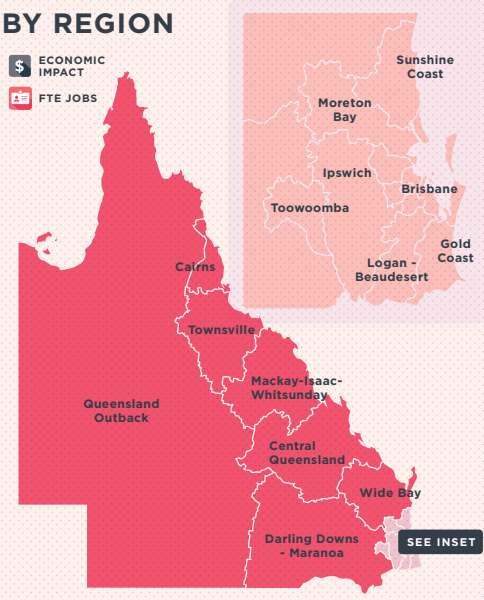 BY REGION
ECONOMIC
IMPACT
FTE JOBS
Sunshine
Coast
Moreton
Bay
Ipswich
Brisbane
Toowoomba
Gold
Coast
Logan -
Beaudesert
Cairns
Townsville
Mackay-Isaac-
Whitsunday
Queensland
Outback
Central
Queensland
Wide Bay
Darling Downs
- Maranoa
SEE INSET